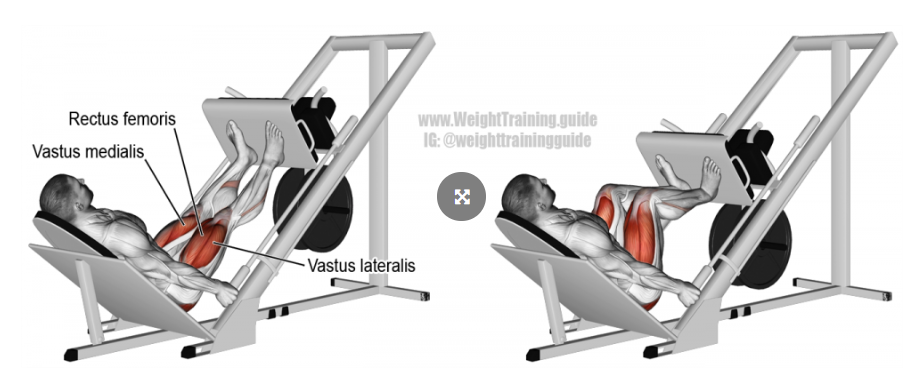 Rectus femoris
Vastus medialis
Vastus lateralis
www.WeightTraining.guide
IG: @weighttrainingguide